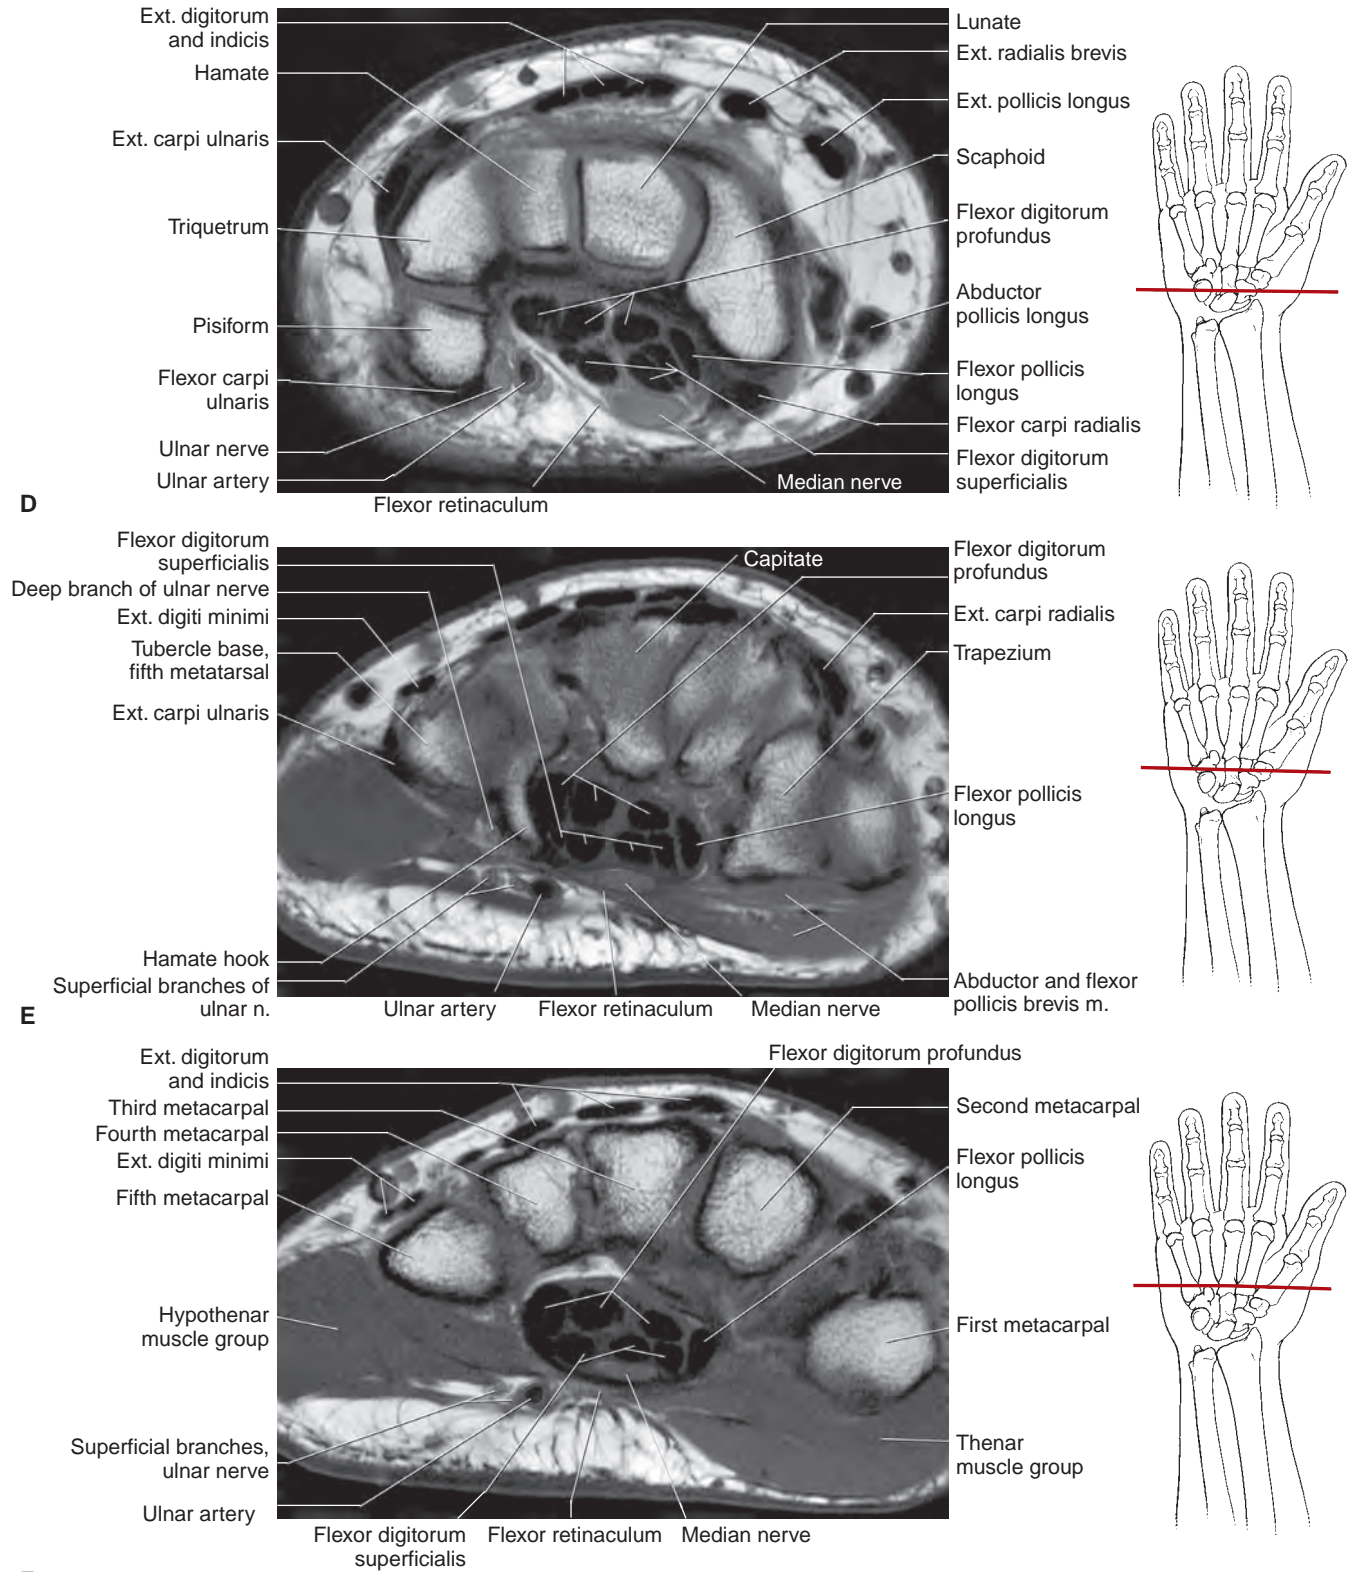 Ext. digitorum
and indicis
Hamate
Ext. carpi ulnaris
Triquetrum
Pisiform
Flexor carpi
ulnaris
Ulnar nerve
Ulnar artery
Flexor retinaculum
Median nerve
Lunate
Ext. radialis brevis
Ext. pollicis longus
Scaphoid
Flexor digitorum
profundus
Abductor
pollicis longus
Flexor pollicis
longus
Flexor carpi radialis
Flexor digitorum
superficialis
D
Flexor digitorum
superficialis
Deep branch of ulnar nerve
Ext. digiti minimi
Tubercle base,
fifth metatarsal
Ext. carpi ulnaris
Hamate hook
Superficial branches of
ulnar n.
Ulnar artery
Flexor retinaculum
Median nerve
Capitate
Flexor digitorum
profundus
Ext. carpi radialis
Trapezium
Flexor pollicis
longus
Abductor and flexor
pollicis brevis m.
E
Ext. digitorum
and indicis
Third metacarpal
Fourth metacarpal
Ext. digiti minimi
Fifth metacarpal
Hypothenar
muscle group
Superficial branches,
ulnar nerve
Ulnar artery
Flexor digitorum
superficialis
Flexor retinaculum
Median nerve
Flexor digitorum profundus
Second metacarpal
Flexor pollicis
longus
First metacarpal
Thenar
muscle group